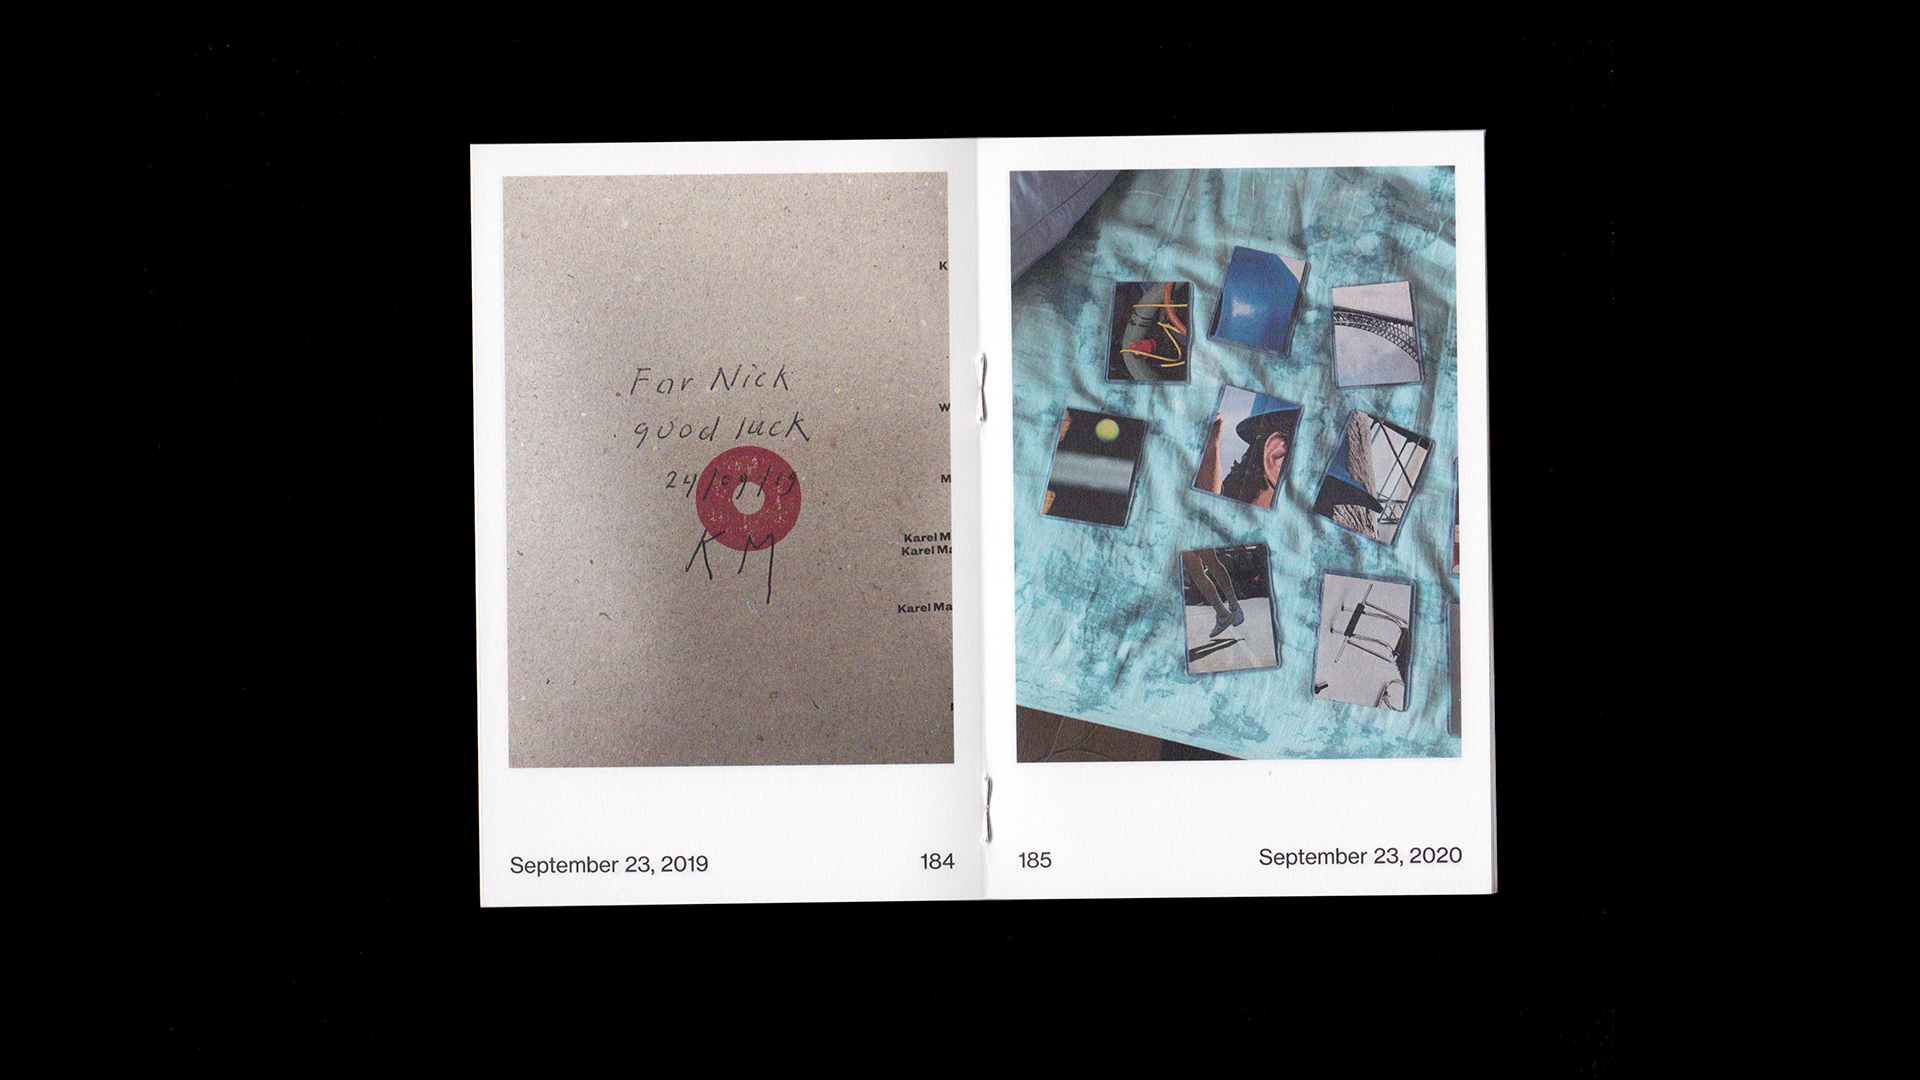 K
For Nick
W
good luck
M
24/09/19
Karel M
K M
Karel Ma
Karel Ma
September 23, 2019
184
185
September 23, 2020